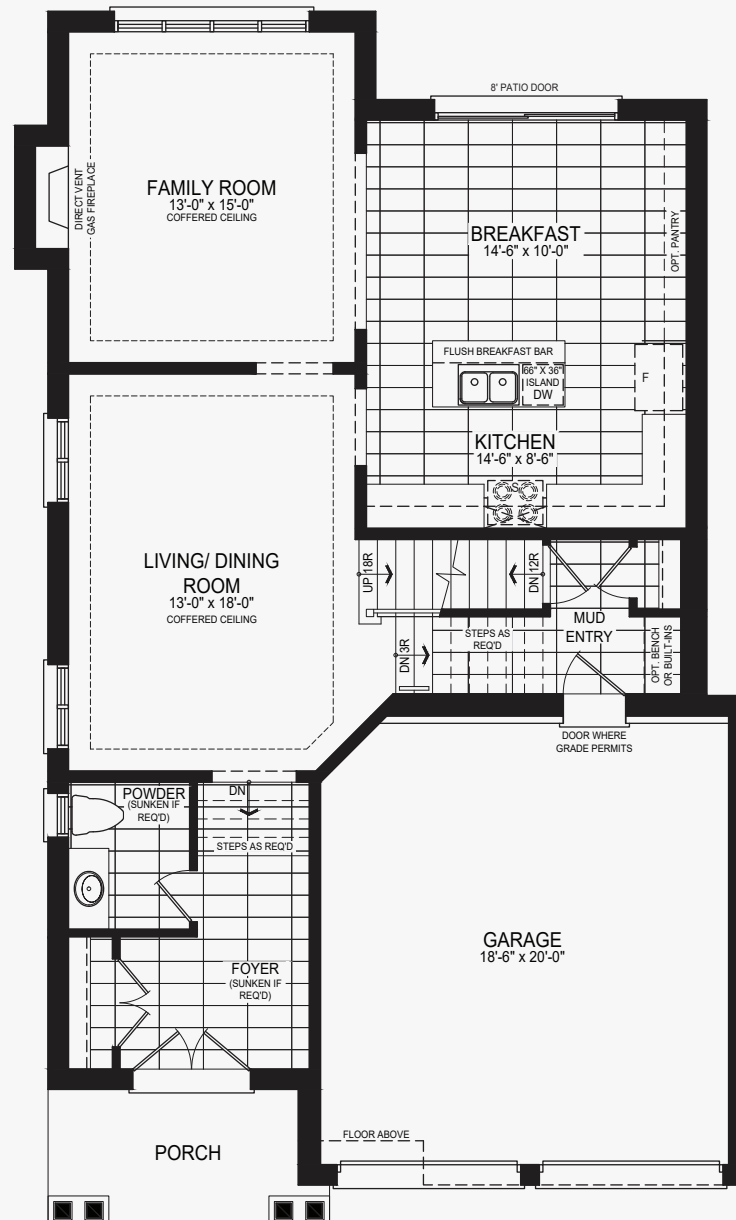 8' PATIO DOOR
FAMILY ROOM
13'-0" x 15'-0"
COFFERED CEILING
DIRECT VENT
GAS FIREPLACE
BREAKFAST
14'-6" x 10'-0"
OPT. PANTRY
FLUSH BREAKFAST BAR
66" X 36"
ISLAND
DW
F
KITCHEN
14'-6" x 8'-6"
S
LIVING/ DINING
ROOM
13'-0" x 18'-0"
COFFERED CEILING
UP 18R
DN 12R
MUD
ENTRY
STEPS AS
REQ'D
DN 3R
OPT. BENCH
OR BUILT-INS
DOOR WHERE
GRADE PERMITS
POWDER
(SUNKEN IF
REQ'D)
DN
STEPS AS REQ'D
GARAGE
18'-6" x 20'-0"
FOYER
(SUNKEN IF
REQ'D)
FLOOR ABOVE
PORCH